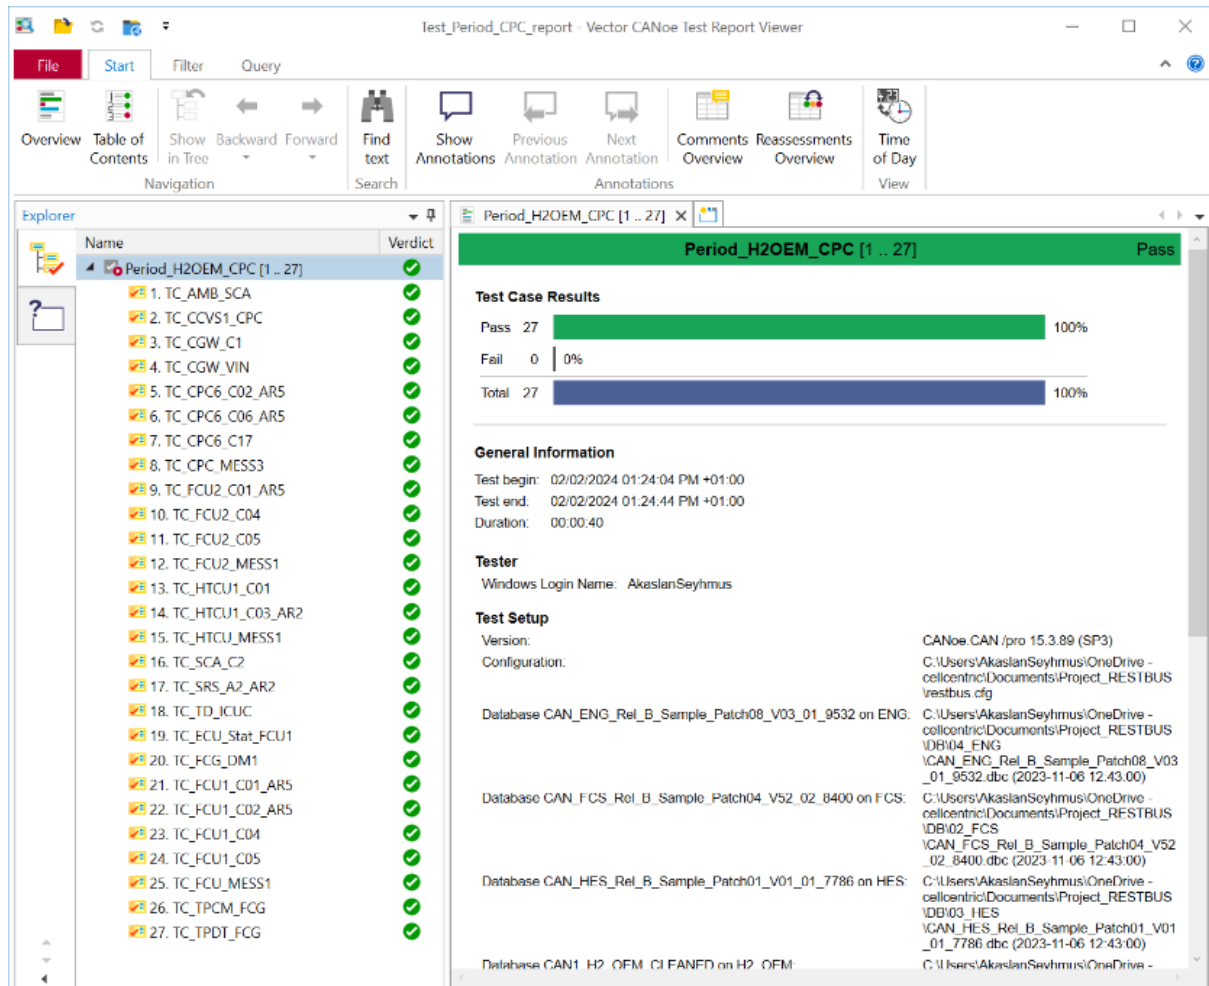 Test_Period_CPC_report - Vector CANoe Test Report Viewer
File Start Filter Query
Overview Table of Contents Show in Tree Backward Forward Find text Show Annotations Previous Annotation Next Annotation Comments Overview Reassessments Overview Time of Day
Navigation Search Annotations View
Explorer
Name Verdict
Period_H2OEM_CPC [1 .. 27]
1. TC_AMB_SCA
2. TC_CCVS1_CPC
3. TC_CGW_C1
4. TC_CGW_VIN
5. TC_CPC6_C02_AR5
6. TC_CPC6_C06_AR5
7. TC_CPC6_C17
8. TC_CPC_MESS3
9. TC_FCU2_C01_AR5
10. TC_FCU2_C04
11. TC_FCU2_C05
12. TC_FCU2_MESS1
13. TC_HTCU1_C01
14. TC_HTCU1_C03_AR2
15. TC_HTCU_MESS1
16. TC_SCA_C2
17. TC_SRS_A2_AR2
18. TC_TD_ICUC
19. TC_ECU_Stat_FCU1
20. TC_FCG_DM1
21. TC_FCU1_C01_AR5
22. TC_FCU1_C02_AR5
23. TC_FCU1_C04
24. TC_FCU1_C05
25. TC_FCU_MESS1
26. TC_TPCM_FCG
27. TC_TPDT_FCG
Period_H2OEM_CPC [1 .. 27]
Period_H2OEM_CPC [1 .. 27] Pass
Test Case Results
Pass 27 100%
Fail 0 0%
Total 27 100%
General Information
Test begin: 02/02/2024 01:24:04 PM +01:00
Test end: 02/02/2024 01:24:44 PM +01:00
Duration: 00:00:40
Tester
Windows Login Name: AkaslanSeyhmus
Test Setup
Version: CANoe.CAN /pro 15.3.89 (SP3)
Configuration: C:\Users\AkaslanSeyhmus\OneDrive -
cellcentric\Documents\Project_RESTBUS
\restbus.cfg
Database CAN_ENG_Rel_B_Sample_Patch08_V03_01_9532 on ENG: C:\Users\AkaslanSeyhmus\OneDrive -
cellcentric\Documents\Project_RESTBUS
\DB\04_ENG
\CAN_ENG_Rel_B_Sample_Patch08_V03
_01_9532.dbc (2023-11-06 12:43:00)
Database CAN_FCS_Rel_B_Sample_Patch04_V52_02_8400 on FCS: C:\Users\AkaslanSeyhmus\OneDrive -
cellcentric\Documents\Project_RESTBUS
\DB\02_FCS
\CAN_FCS_Rel_B_Sample_Patch04_V52
_02_8400.dbc (2023-11-06 12:43:00)
Database CAN_HES_Rel_B_Sample_Patch01_V01_01_7786 on HES: C:\Users\AkaslanSeyhmus\OneDrive -
cellcentric\Documents\Project_RESTBUS
\DB\03_HES
\CAN_HES_Rel_B_Sample_Patch01_V01
_01_7786.dbc (2023-11-06 12:43:00)
Database CAN1_H2_OEM_CLEANED on H2_OEM: C:\Users\AkaslanSeyhmus\OneDrive -